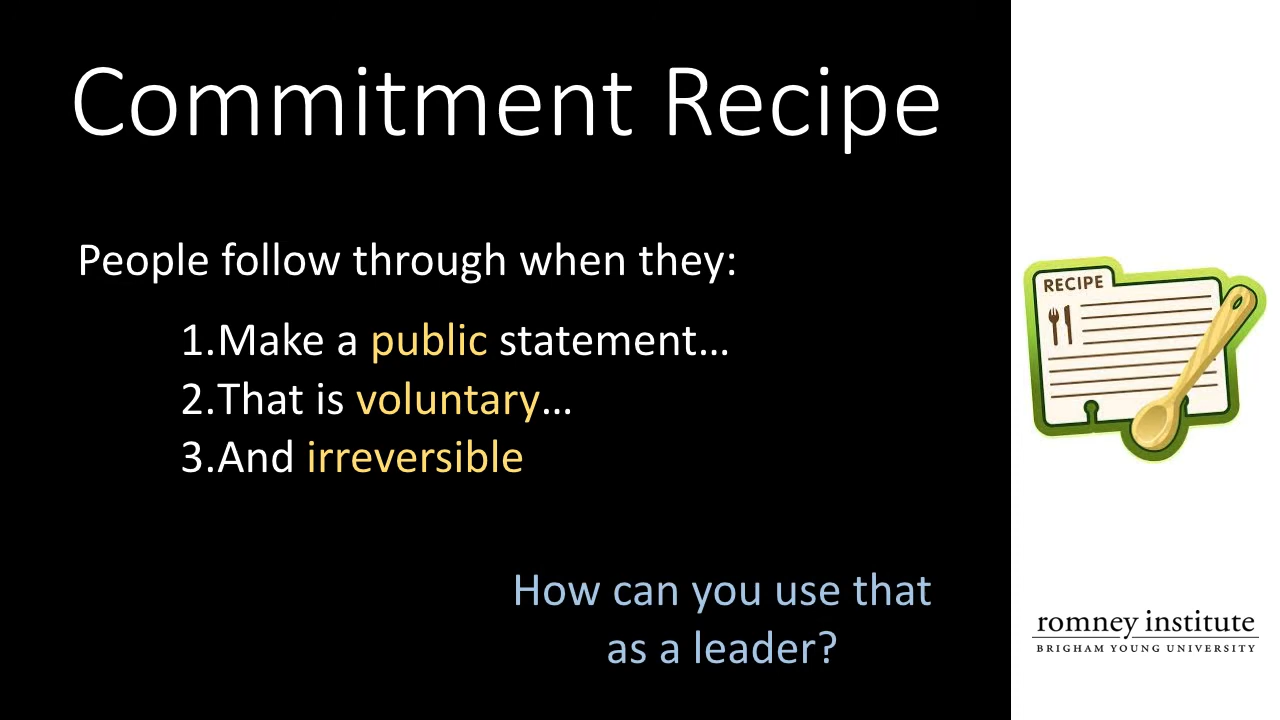 Commitment Recipe
People follow through when they:
1.Make a public statement…
2.That is voluntary…
3.And irreversible
How can you use that
as a leader?
RECIPE
romney institute
BRIGHAM YOUNG UNIVERSITY